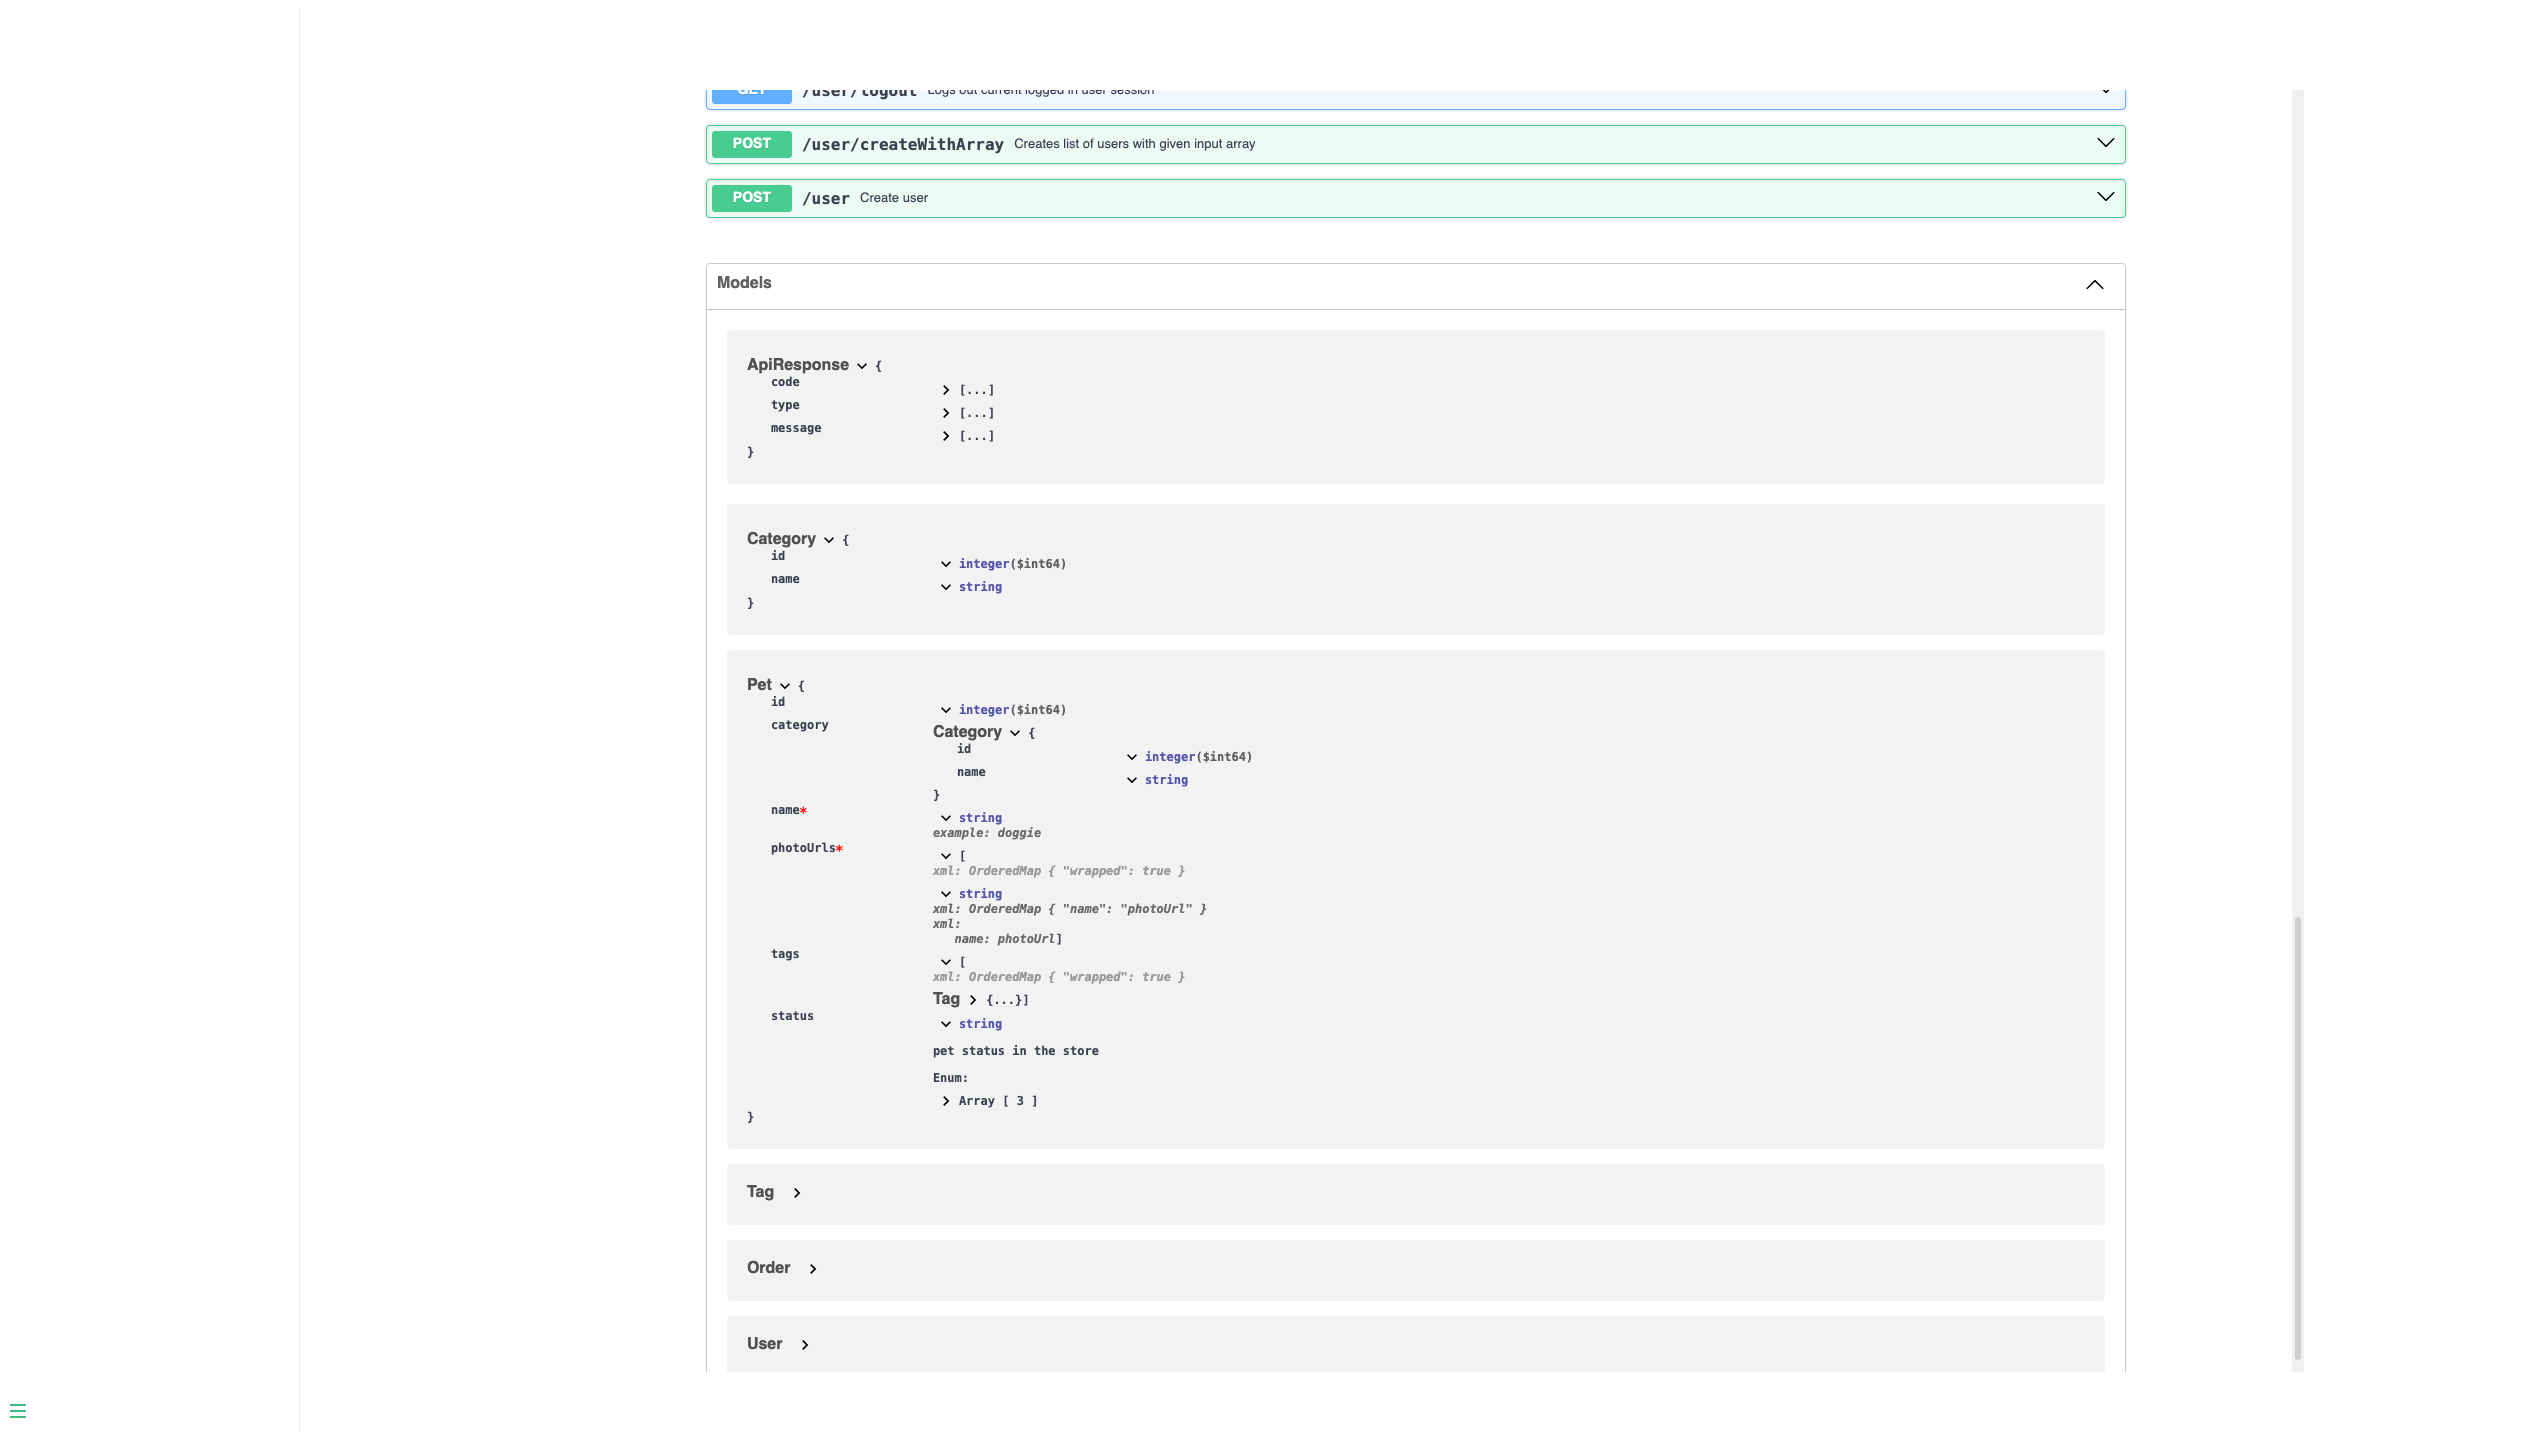 GET /user/logout Logs out current logged in user session
POST /user/createWithArray Creates list of users with given input array
POST /user Create user
Models
ApiResponse {
code [...]
type [...]
message [...]
}
Category {
id integer($int64)
name string
}
Pet {
id integer($int64)
category Category {
id integer($int64)
name string
}
name* string
example: doggie
photoUrls* [
xml: OrderedMap { "wrapped": true }
string
xml: OrderedMap { "name": "photoUrl" }
xml:
name: photoUrl]
tags [
xml: OrderedMap { "wrapped": true }
Tag {...}]
status string
pet status in the store
Enum:
Array [ 3 ]
}
Tag
Order
User